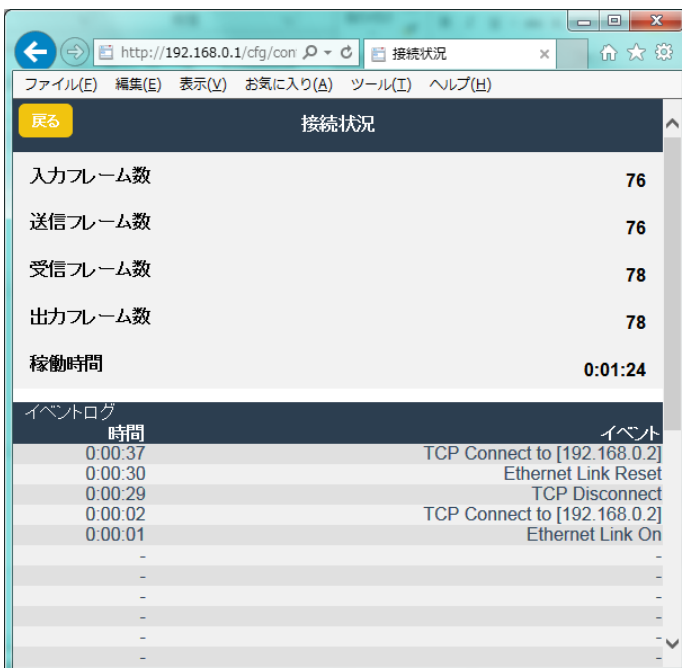 http://192.168.0.1/cfg/con 接続状況
ファイル(F) 編集(E) 表示(V) お気に入り(A) ツール(T) ヘルプ(H)
戻る 接続状況
入力フレーム数 76
送信フレーム数 76
受信フレーム数 78
出力フレーム数 78
稼働時間 0:01:24
イベントログ
時間 イベント
0:00:37 TCP Connect to [192.168.0.2]
0:00:30 Ethernet Link Reset
0:00:29 TCP Disconnect
0:00:02 TCP Connect to [192.168.0.2]
0:00:01 Ethernet Link On
- -
- -
- -
- -
- -
- -